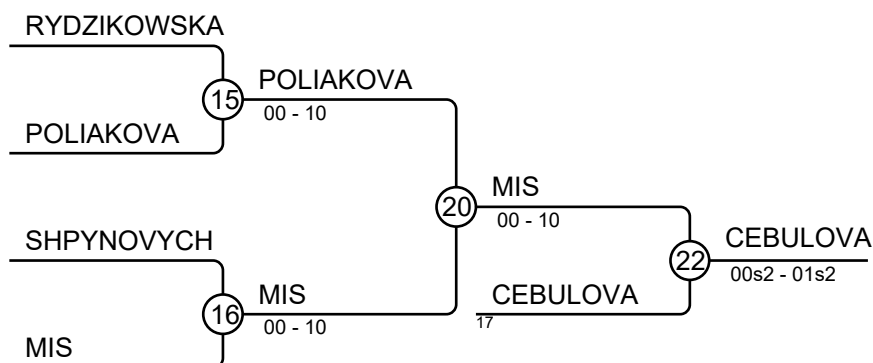 RYDZIKOWSKA
15
POLIAKOVA
00 - 10
POLIAKOVA
20
MIS
00 - 10
SHPYNOVYCH
16
MIS
00 - 10
MIS
CEBULOVA
17
22
CEBULOVA
00s2 - 01s2